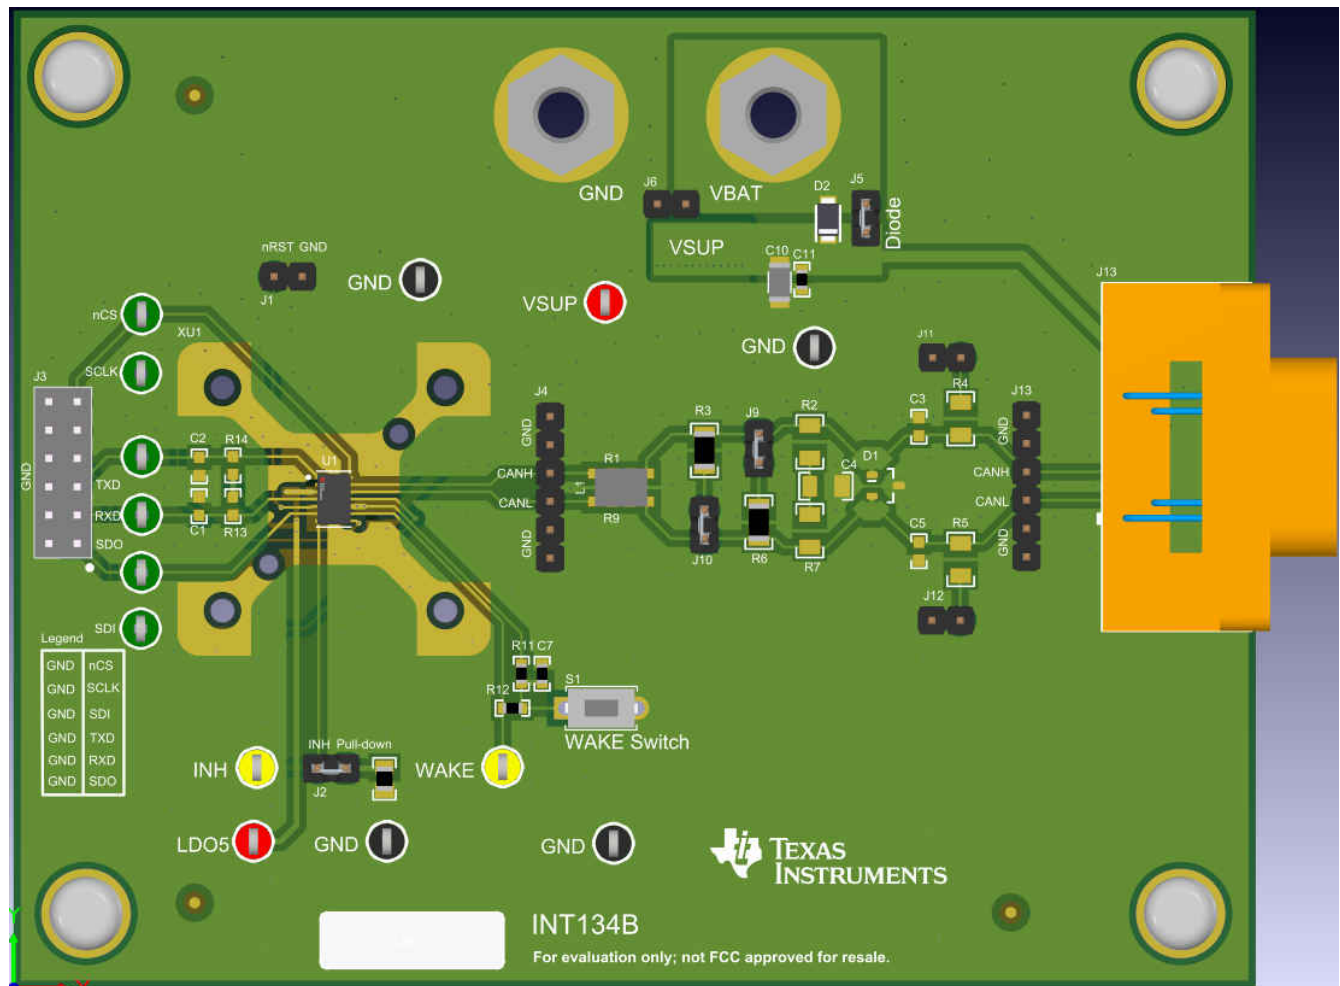 GND
J6
VBAT
D2
J5
Diode
VSUP
C10
C11
nRST GND
J1
GND
VSUP
GND
J13
nCS
XU1
SCLK
J3
GND
TXD
RXD
SDO
SDI
C2
R14
C1
R13
U1
J4
GND
CANH
CANL
GND
R1
L1
R9
R3
J9
R2
J10
R6
R7
C4
D1
J11
C3
R4
J13
GND
CANH
CANL
GND
C5
R5
J12
Legend
GND nCS
GND SCLK
GND SDI
GND TXD
GND RXD
GND SDO
R11 C7
R12
S1
WAKE Switch
INH
INH Pull-down
J2
WAKE
LDO5
GND
GND
TEXAS
INSTRUMENTS
INT134B
For evaluation only; not FCC approved for resale.